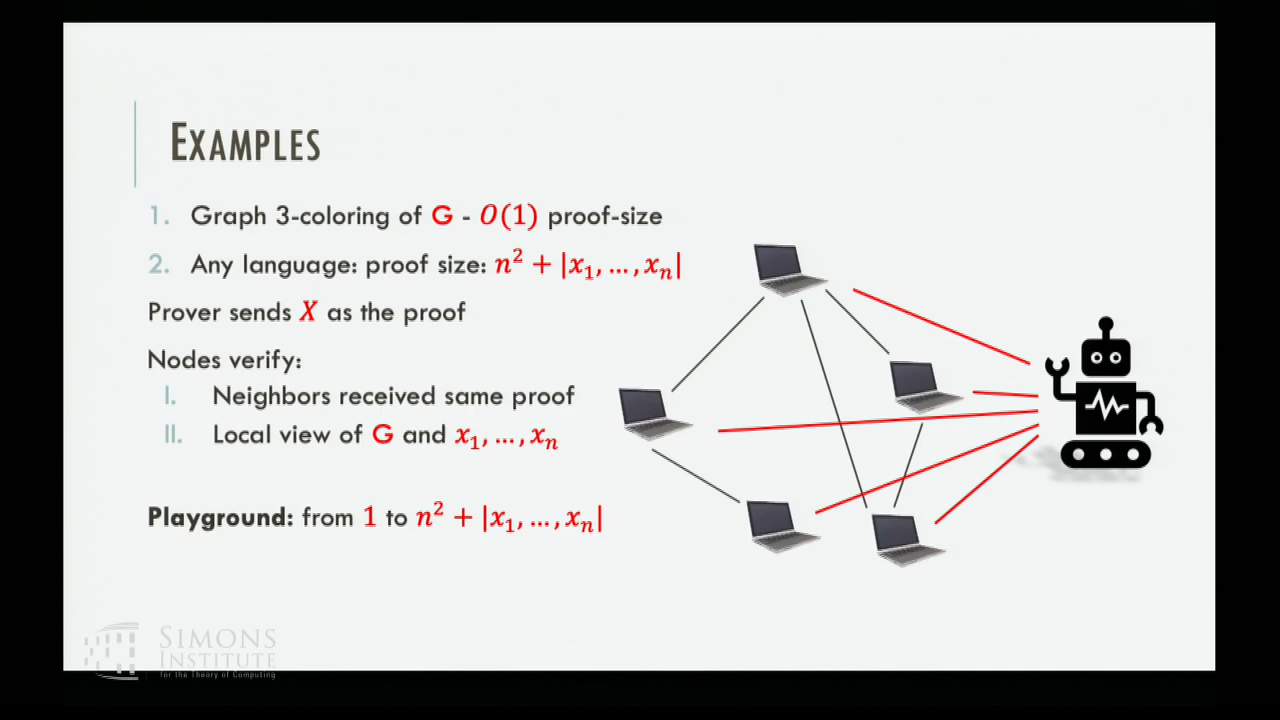 EXAMPLES
1. Graph 3-coloring of G - O(1) proof-size
2. Any language: proof size: n² + |x₁, …, xₙ|
Prover sends X as the proof
Nodes verify:
I. Neighbors received same proof
II. Local view of G and x₁, …, xₙ
Playground: from 1 to n² + |x₁, …, xₙ|
SIMONS
INSTITUTE
for the Theory of Computing